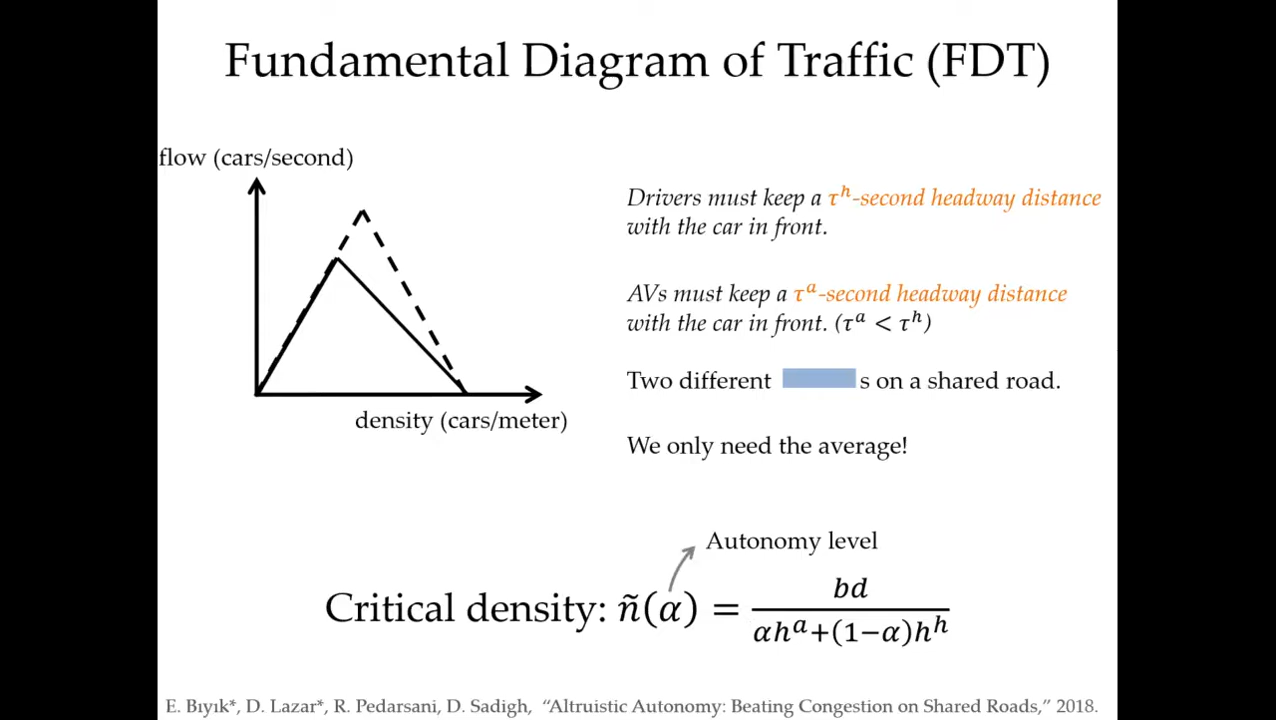 Fundamental Diagram of Traffic (FDT)
flow (cars/second)
density (cars/meter)
Drivers must keep a τʰ-second headway distance
with the car in front.
AVs must keep a τᵃ-second headway distance
with the car in front. (τᵃ < τʰ)
Two different s on a shared road.
We only need the average!
Autonomy level
Critical density: ñ(α) = bd / αhᵃ+(1−α)hʰ
E. Bıyık*, D. Lazar*, R. Pedarsani, D. Sadigh, "Altruistic Autonomy: Beating Congestion on Shared Roads," 2018.